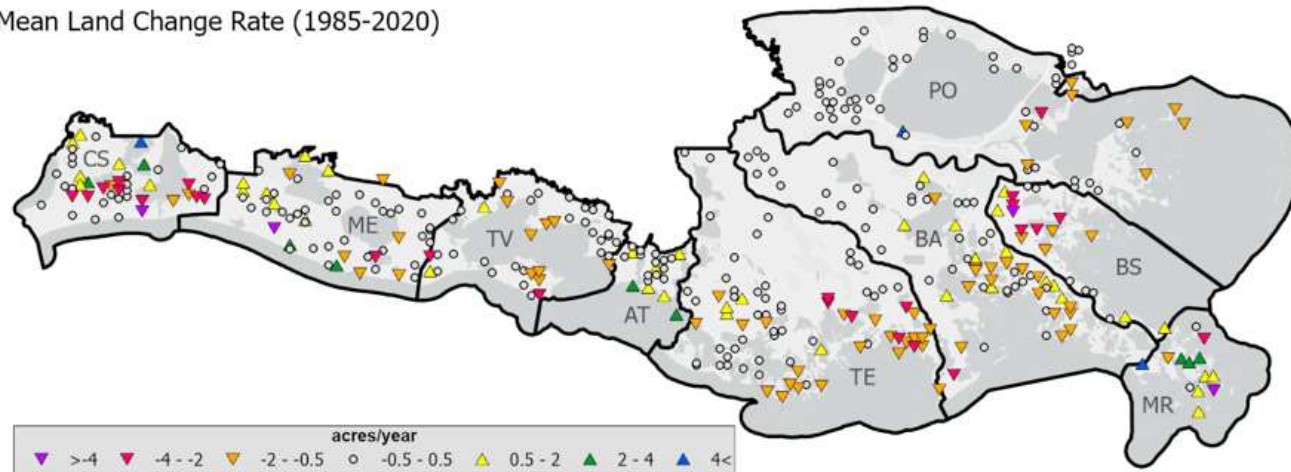 Mean Land Change Rate (1985-2020)
PO
CS
ME
TV
BA
BS
AT
TE
MR
acres/year
>-4 -4 - -2 -2 - -0.5 -0.5 - 0.5 0.5 - 2 2 - 4 4<